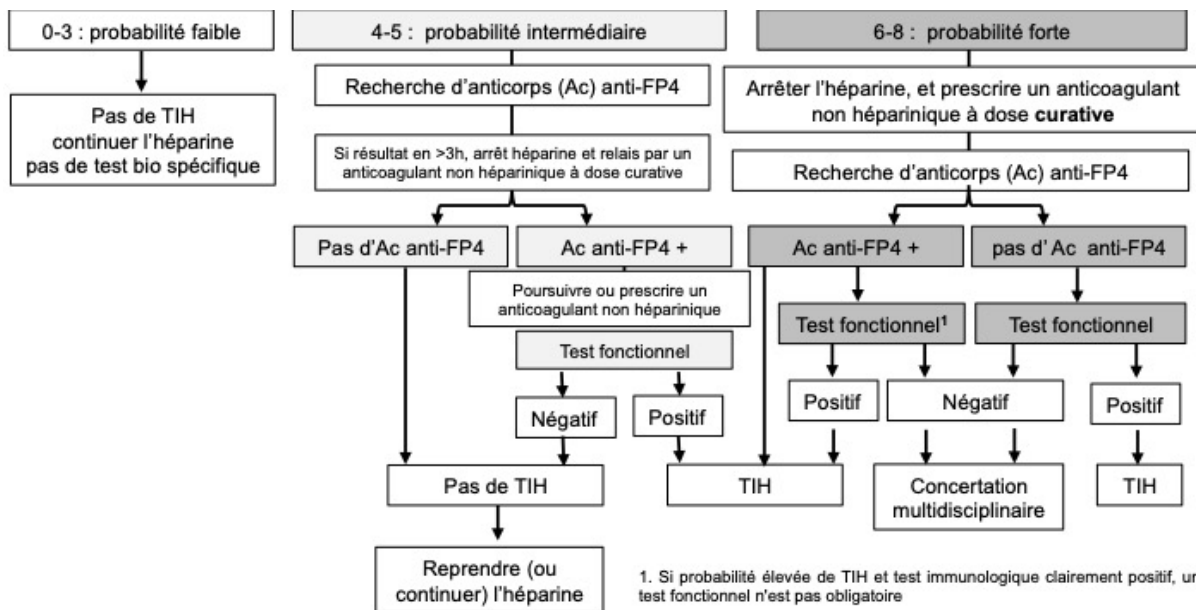 0-3 : probabilité faible
Pas de TIH
continuer l'héparine
pas de test bio spécifique
4-5 : probabilité intermédiaire
Recherche d'anticorps (Ac) anti-FP4
Si résultat en >3h, arrêt héparine et relais par un
anticoagulant non héparinique à dose curative
Pas d'Ac anti-FP4
Ac anti-FP4 +
Poursuivre ou prescrire un
anticoagulant non héparinique
Test fonctionnel
Négatif
Positif
Pas de TIH
Reprendre (ou
continuer) l'héparine
6-8 : probabilité forte
Arrêter l'héparine, et prescrire un anticoagulant
non héparinique à dose curative
Recherche d'anticorps (Ac) anti-FP4
Ac anti-FP4 +
pas d' Ac anti-FP4
Test fonctionnel¹
Test fonctionnel
Positif
Négatif
Positif
TIH
Concertation
multidisciplinaire
TIH
1. Si probabilité élevée de TIH et test immunologique clairement positif, un
test fonctionnel n'est pas obligatoire